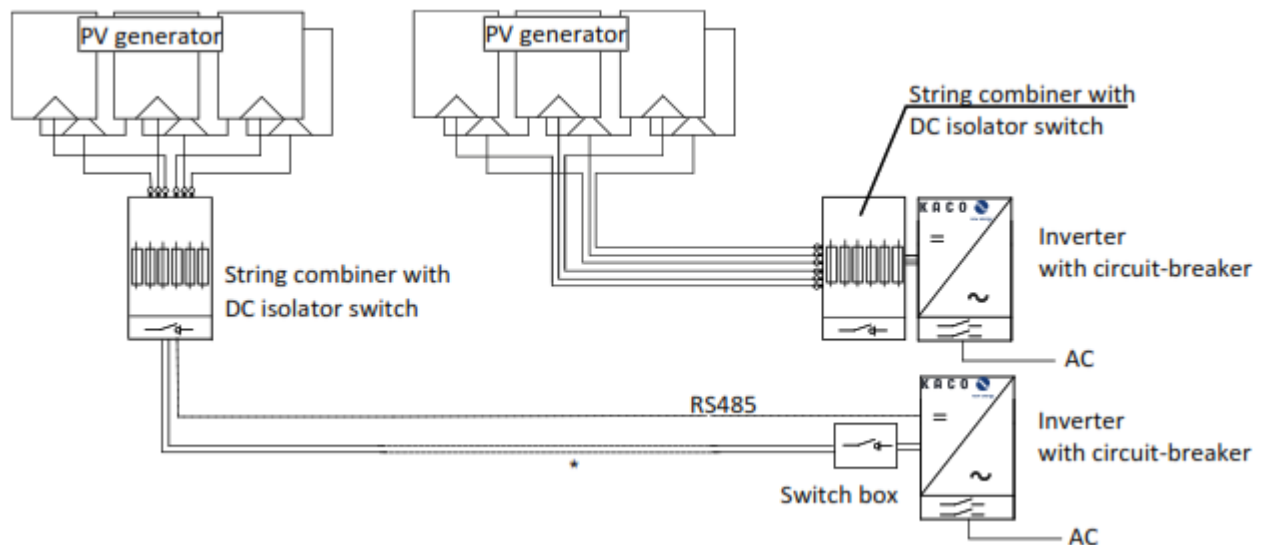 PV generator
PV generator
String combiner with
DC isolator switch
KACO
Inverter
with circuit-breaker
String combiner with
DC isolator switch
AC
KACO
RS485
Inverter
with circuit-breaker
*
Switch box
AC